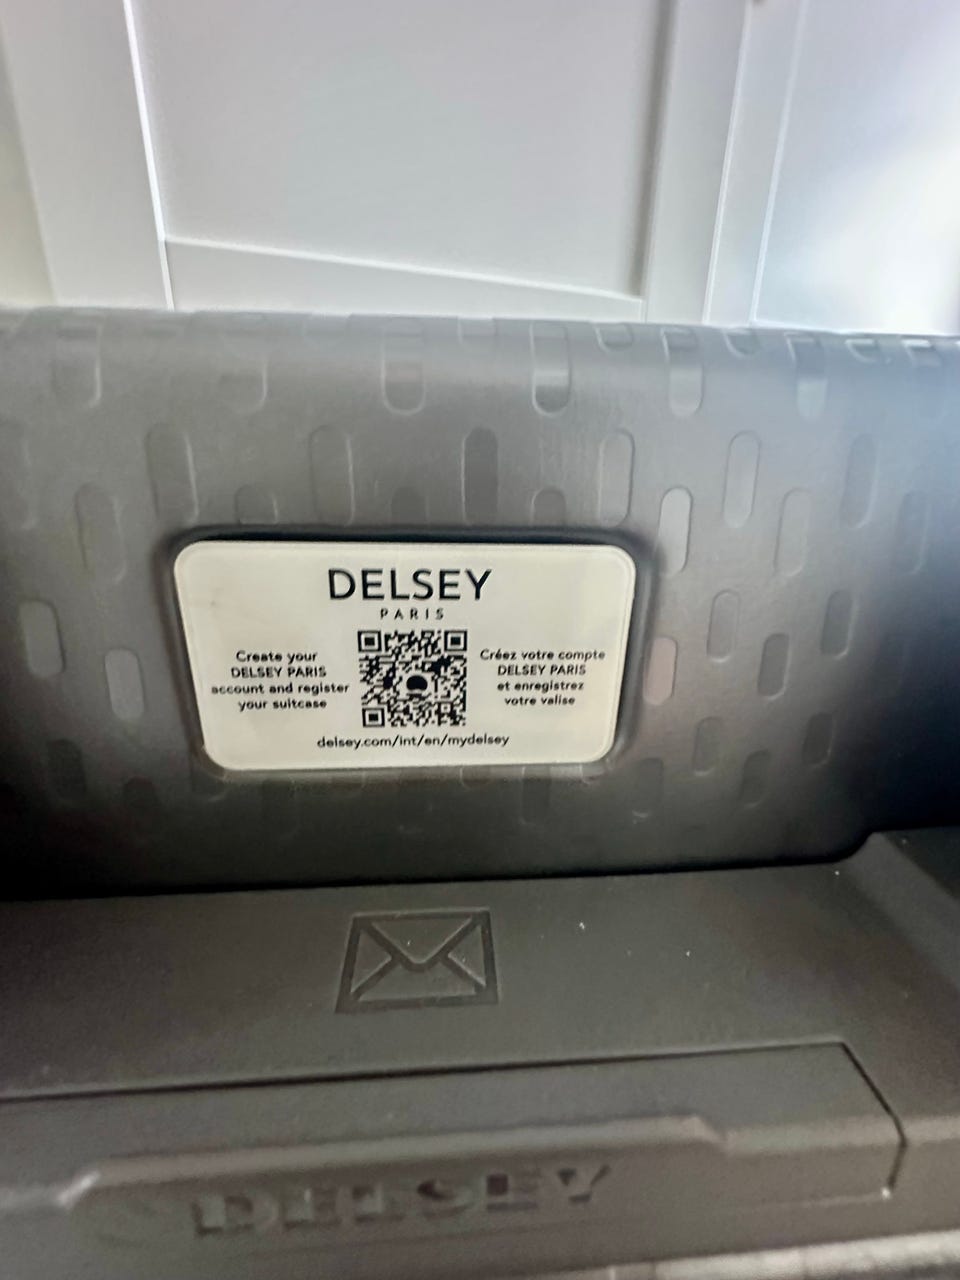 DELSEY
PARIS
Create your
DELSEY PARIS
account and register
your suitcase
Créez votre compte
DELSEY PARIS
et enregistrez
votre valise
delsey.com/int/en/mydelsey
DELSEY